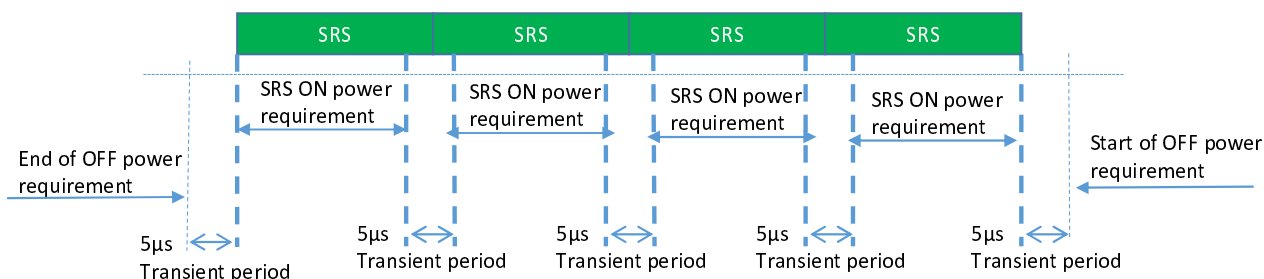 SRS
SRS
SRS
SRS
SRS ON power
requirement
SRS ON power
requirement
SRS ON power
requirement
SRS ON power
requirement
End of OFF power
requirement
Start of OFF power
requirement
5µs
Transient period
5µs
Transient period
5µs
Transient period
5µs
Transient period
5µs
Transient period